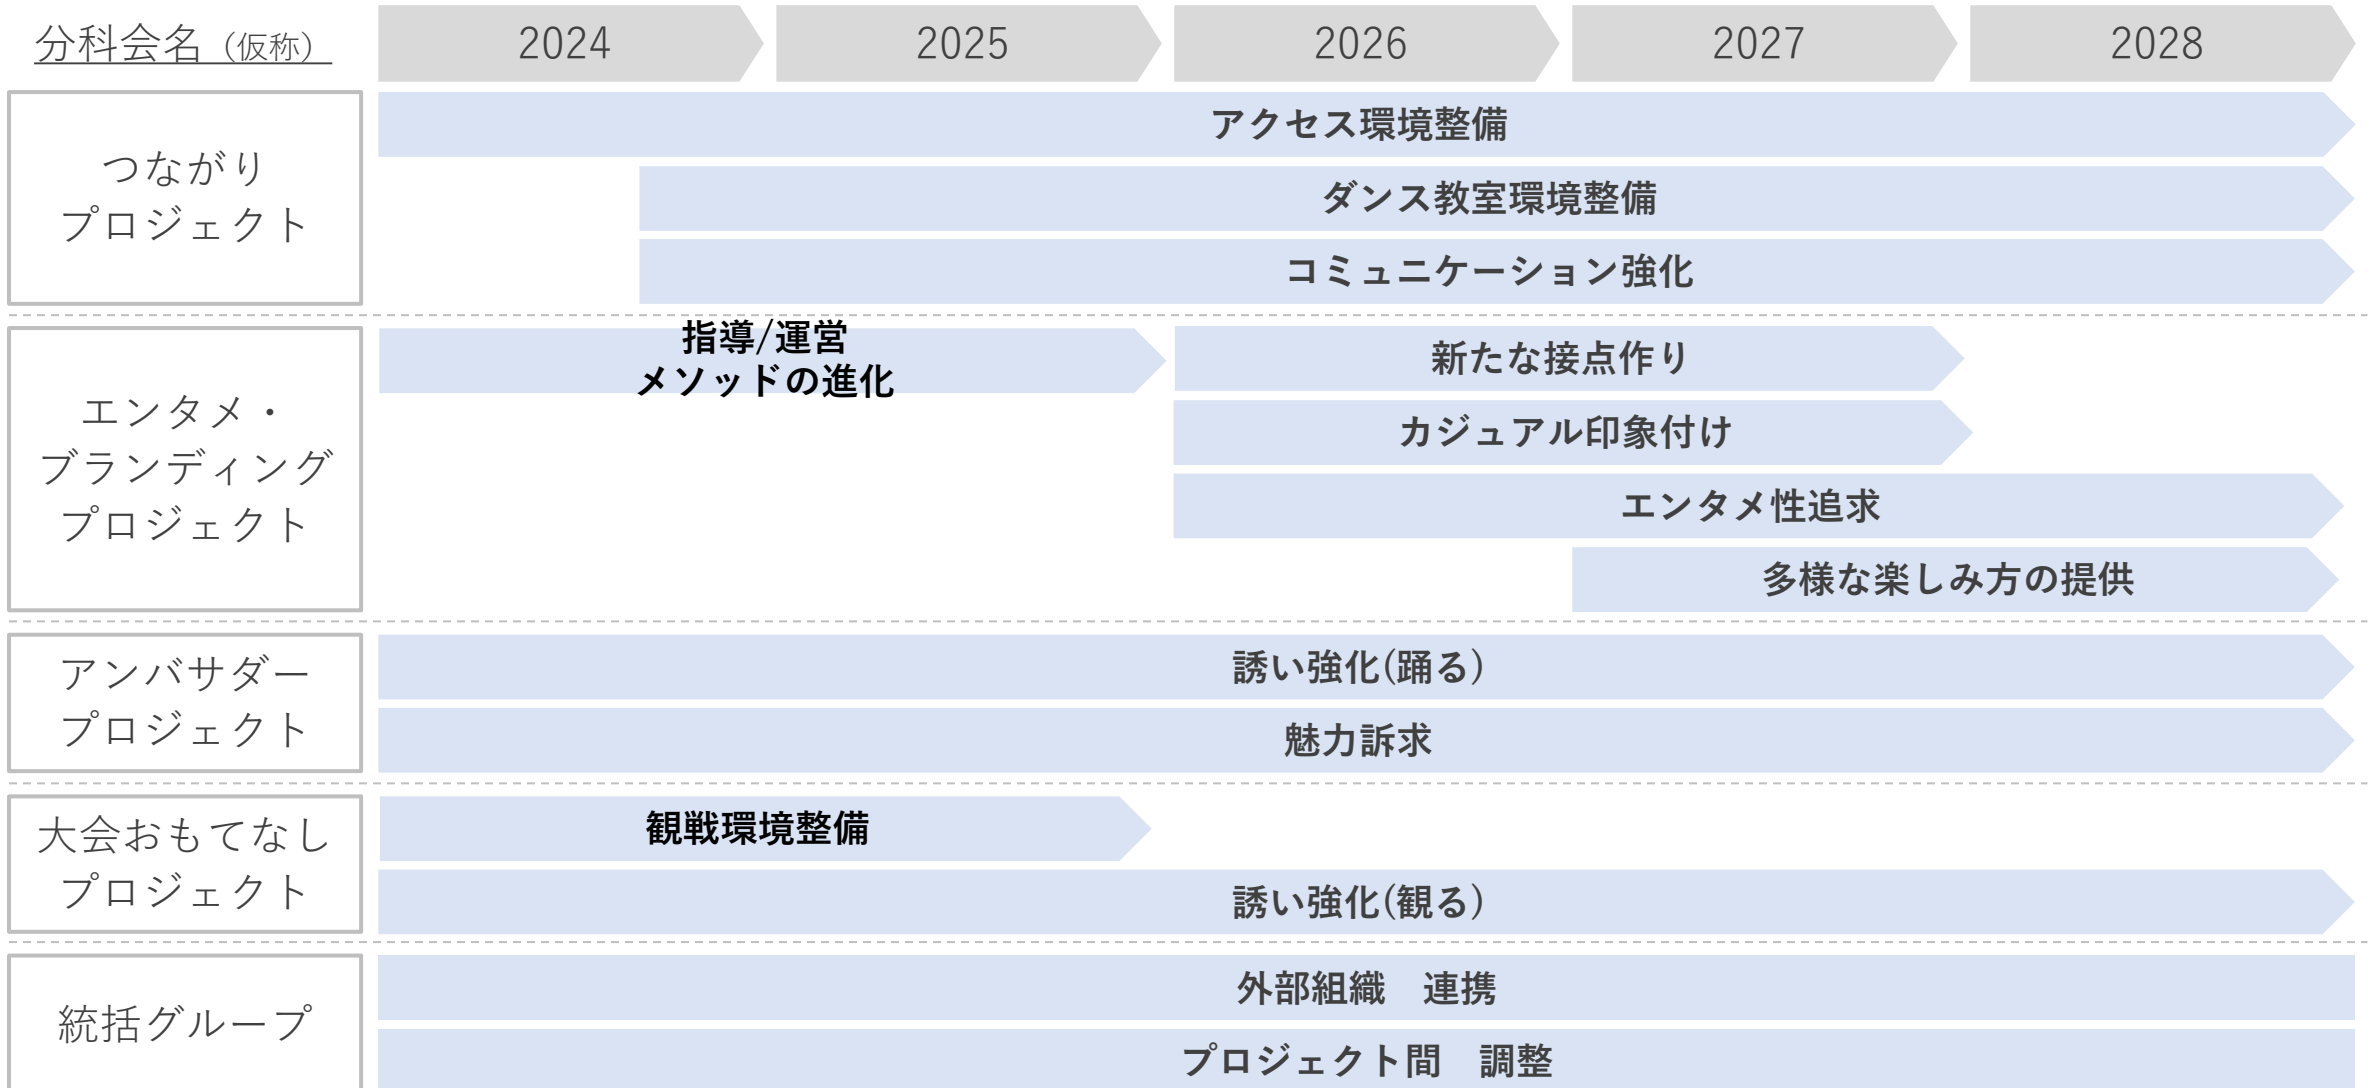 分科会名（仮称）
2024
2025
2026
2027
2028
つながり
プロジェクト
アクセス環境整備
ダンス教室環境整備
コミュニケーション強化
エンタメ・
ブランディング
プロジェクト
指導/運営
メソッドの進化
新たな接点作り
カジュアル印象付け
エンタメ性追求
多様な楽しみ方の提供
アンバサダー
プロジェクト
誘い強化(踊る)
魅力訴求
大会おもてなし
プロジェクト
観戦環境整備
誘い強化(観る)
統括グループ
外部組織　連携
プロジェクト間　調整